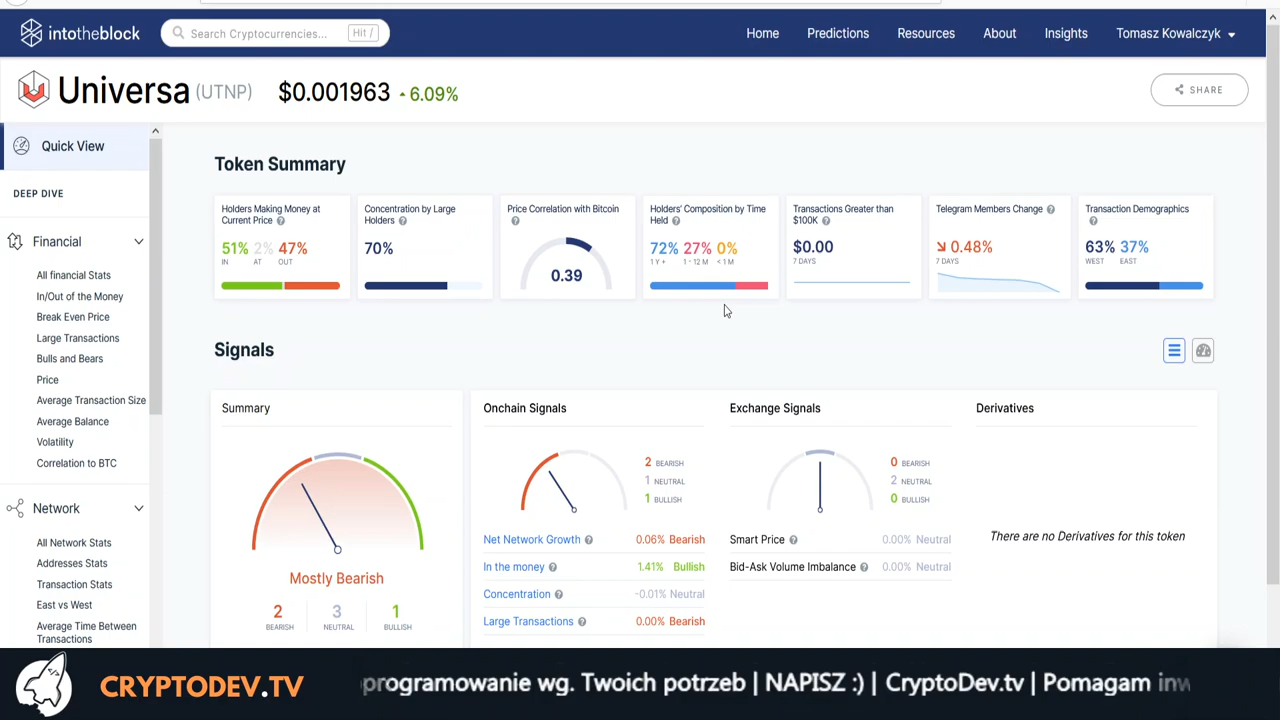 intotheblock
Search Cryptocurrencies...
Hit /
Home
Predictions
Resources
About
Insights
Tomasz Kowalczyk
Universa (UTNP) $0.001963 6.09%
SHARE
Quick View
DEEP DIVE
Financial
All financial Stats
In/Out of the Money
Break Even Price
Large Transactions
Bulls and Bears
Price
Average Transaction Size
Average Balance
Volatility
Correlation to BTC
Network
All Network Stats
Addresses Stats
Transaction Stats
East vs West
Average Time Between
Transactions
Token Summary
Holders Making Money at
Current Price ?
51% 2% 47%
IN AT OUT
Concentration by Large
Holders ?
70%
Price Correlation with Bitcoin
?
0.39
Holders' Composition by Time
Held ?
72% 27% 0%
1 Y + 1 - 12 M < 1 M
Transactions Greater than
$100K ?
$0.00
7 DAYS
Telegram Members Change ?
0.48%
7 DAYS
Transaction Demographics
?
63% 37%
WEST EAST
Signals
Summary
Mostly Bearish
2 3 1
BEARISH NEUTRAL BULLISH
Onchain Signals
2 BEARISH
1 NEUTRAL
1 BULLISH
Net Network Growth ? 0.06% Bearish
In the money ? 1.41% Bullish
Concentration ? -0.01% Neutral
Large Transactions ? 0.00% Bearish
Exchange Signals
0 BEARISH
2 NEUTRAL
0 BULLISH
Smart Price ? 0.00% Neutral
Bid-Ask Volume Imbalance ? 0.00% Neutral
Derivatives
There are no Derivatives for this token
CRYPTODEV.TV
programowanie wg. Twoich potrzeb | NAPISZ :) | CryptoDev.tv | Pomagam